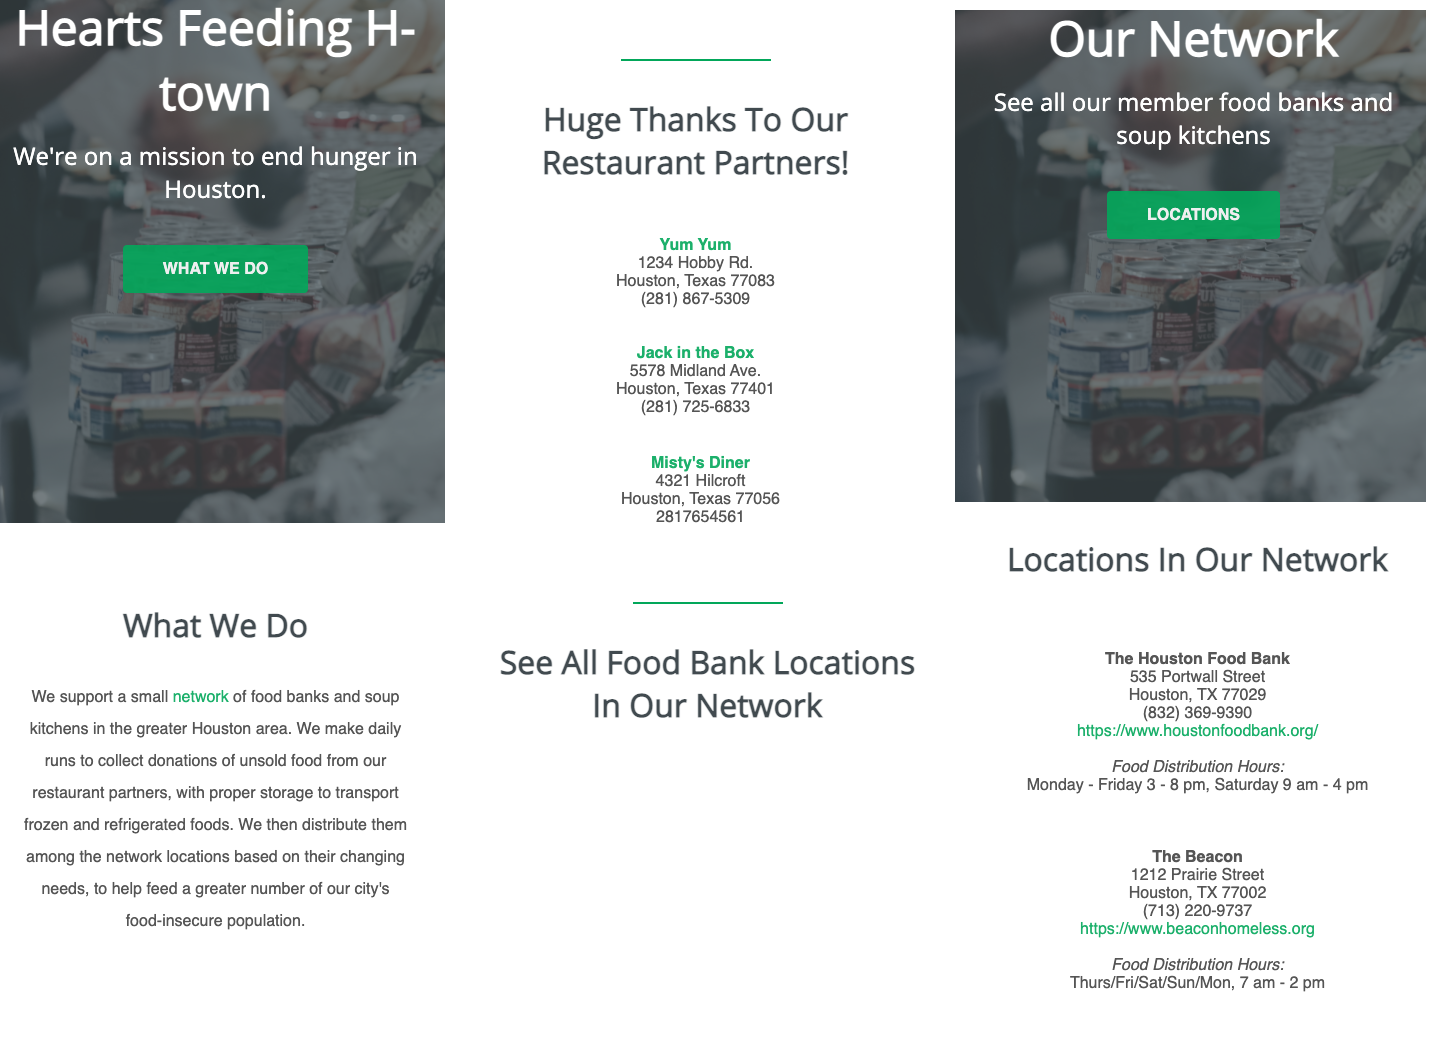 Hearts Feeding H-
town
We're on a mission to end hunger in
Houston.
WHAT WE DO
What We Do
We support a small network of food banks and soup
kitchens in the greater Houston area. We make daily
runs to collect donations of unsold food from our
restaurant partners, with proper storage to transport
frozen and refrigerated foods. We then distribute them
among the network locations based on their changing
needs, to help feed a greater number of our city's
food-insecure population.
Huge Thanks To Our
Restaurant Partners!
Yum Yum
1234 Hobby Rd.
Houston, Texas 77083
(281) 867-5309
Jack in the Box
5578 Midland Ave.
Houston, Texas 77401
(281) 725-6833
Misty's Diner
4321 Hilcroft
Houston, Texas 77056
2817654561
See All Food Bank Locations
In Our Network
Our Network
See all our member food banks and
soup kitchens
LOCATIONS
Locations In Our Network
The Houston Food Bank
535 Portwall Street
Houston, TX 77029
(832) 369-9390
https://www.houstonfoodbank.org/
Food Distribution Hours:
Monday - Friday 3 - 8 pm, Saturday 9 am - 4 pm
The Beacon
1212 Prairie Street
Houston, TX 77002
(713) 220-9737
https://www.beaconhomeless.org
Food Distribution Hours:
Thurs/Fri/Sat/Sun/Mon, 7 am - 2 pm